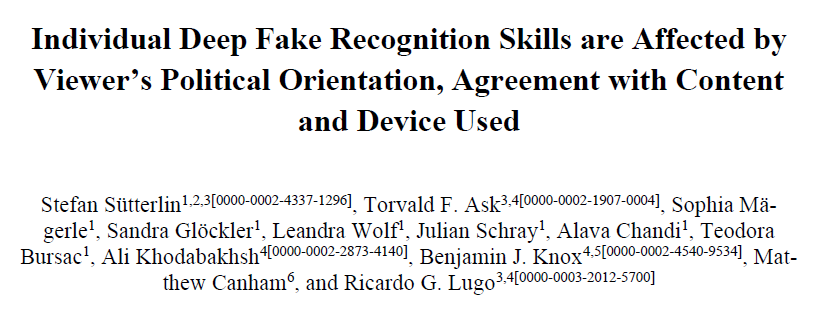 Individual Deep Fake Recognition Skills are Affected by
Viewer's Political Orientation, Agreement with Content
and Device Used
Stefan Sütterlin1,2,3[0000-0002-4337-1296], Torvald F. Ask3,4[0000-0002-1907-0004], Sophia Mä-
gerle1, Sandra Glöckler1, Leandra Wolf1, Julian Schray1, Alava Chandi1, Teodora
Bursac1, Ali Khodabakhsh4[0000-0002-2873-4140], Benjamin J. Knox4,5[0000-0002-4540-9534], Mat-
thew Canham6, and Ricardo G. Lugo3,4[0000-0003-2012-5700]